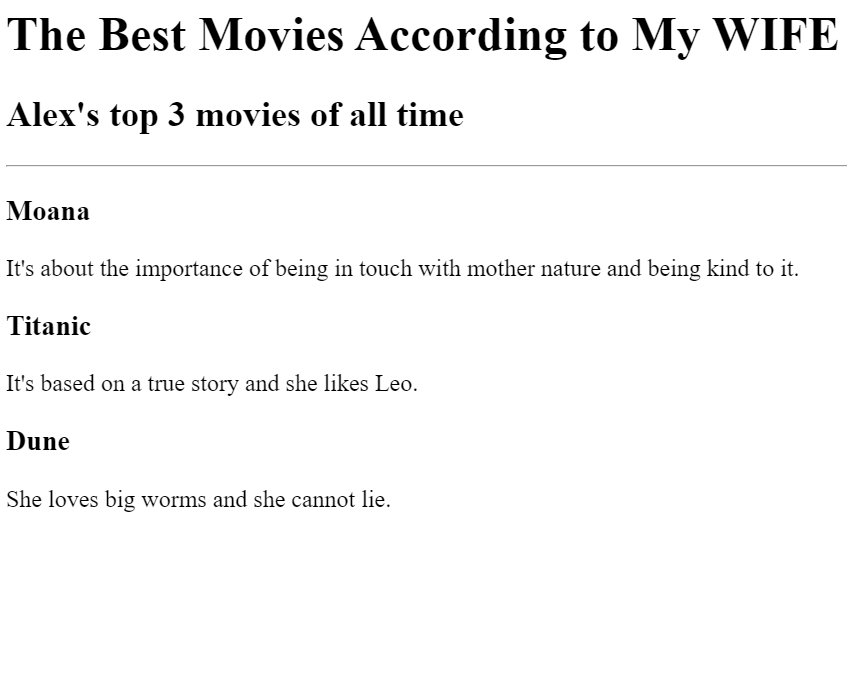 The Best Movies According to My WIFE
Alex's top 3 movies of all time
Moana
It's about the importance of being in touch with mother nature and being kind to it.
Titanic
It's based on a true story and she likes Leo.
Dune
She loves big worms and she cannot lie.